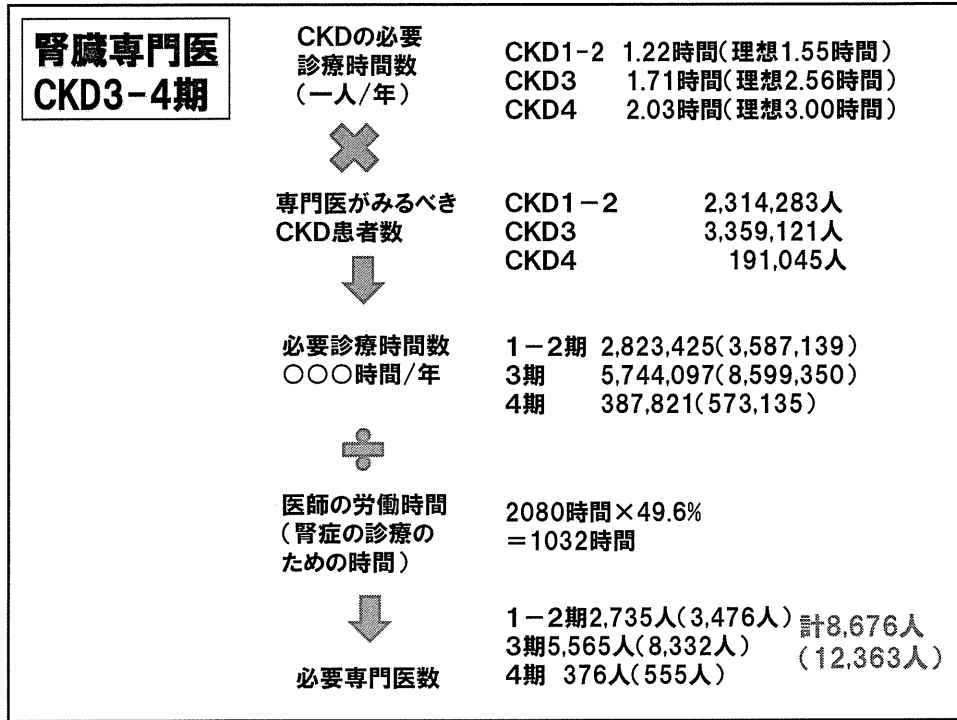 腎臓専門医
CKD3-4期
CKDの必要
診療時間数
(一人/年)
CKD1-2 1.22時間(理想1.55時間)
CKD3 1.71時間(理想2.56時間)
CKD4 2.03時間(理想3.00時間)
専門医がみるべき
CKD患者数
CKD1-2 2,314,283人
CKD3 3,359,121人
CKD4 191,045人
必要診療時間数
○○○時間/年
1-2期 2,823,425(3,587,139)
3期 5,744,097(8,599,350)
4期 387,821(573,135)
医師の労働時間
(腎症の診療の
ための時間)
2080時間×49.6%
=1032時間
必要専門医数
1-2期2,735人(3,476人)
3期5,565人(8,332人)
4期 376人(555人)
計8,676人
(12,363人)